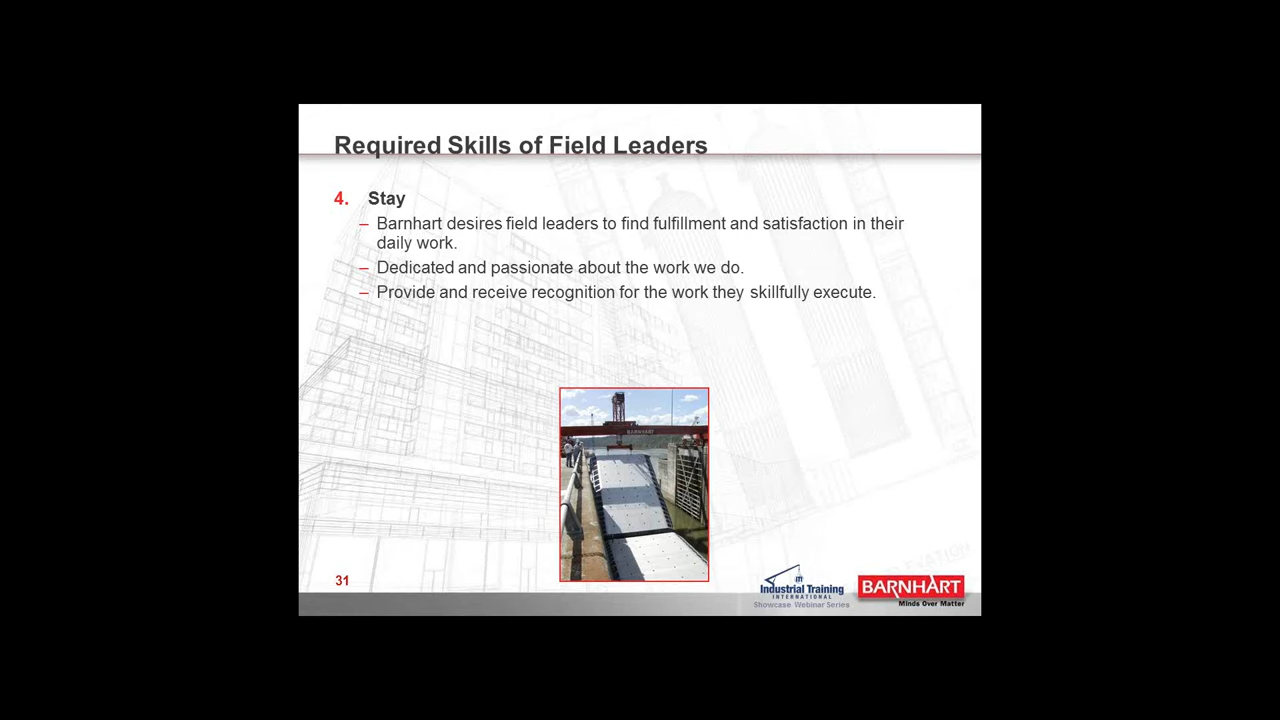 Required Skills of Field Leaders
4. Stay
– Barnhart desires field leaders to find fulfillment and satisfaction in their
daily work.
– Dedicated and passionate about the work we do.
– Provide and receive recognition for the work they skillfully execute.
BARNHART
31
iti
Industrial Training
INTERNATIONAL
Showcase Webinar Series
BARNHART
Minds Over Matter